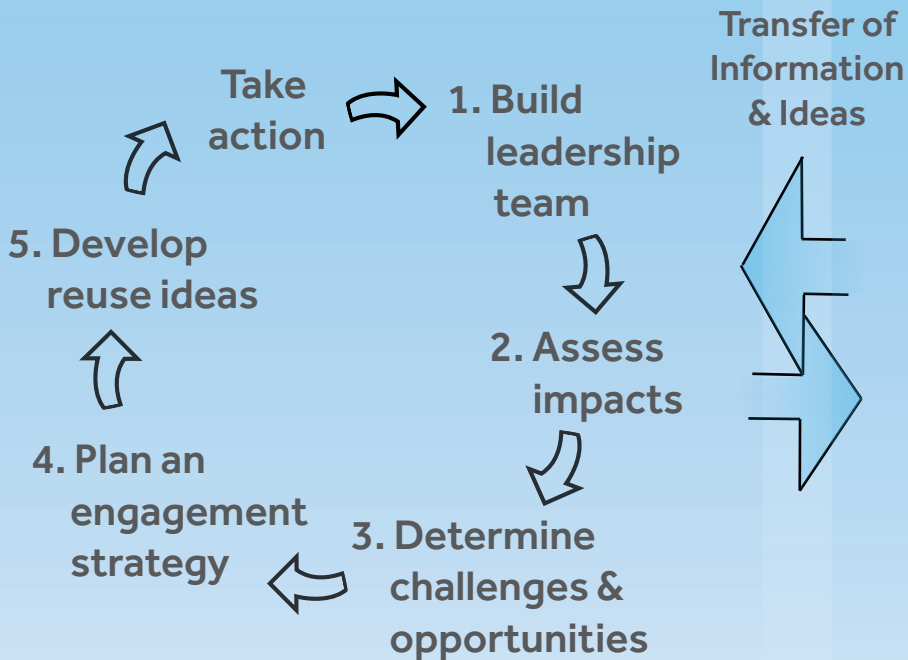 Transfer of
Information
& Ideas
Take
action
1. Build
leadership
team
2. Assess
impacts
3. Determine
challenges &
opportunities
4. Plan an
engagement
strategy
5. Develop
reuse ideas